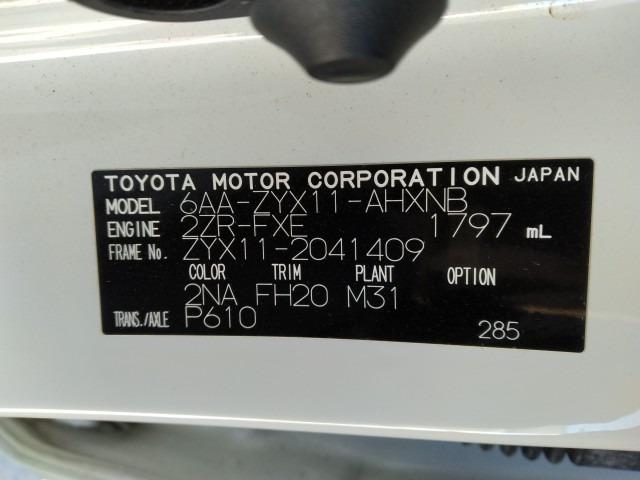 TOYOTA MOTOR CORPORATION JAPAN
MODEL 6AA-ZYX11-AHXNB
ENGINE 2ZR-FXE 1797 mL
FRAME No. ZYX11-2041409
COLOR TRIM PLANT OPTION
2NA FH20 M31
TRANS./AXLE P610 285